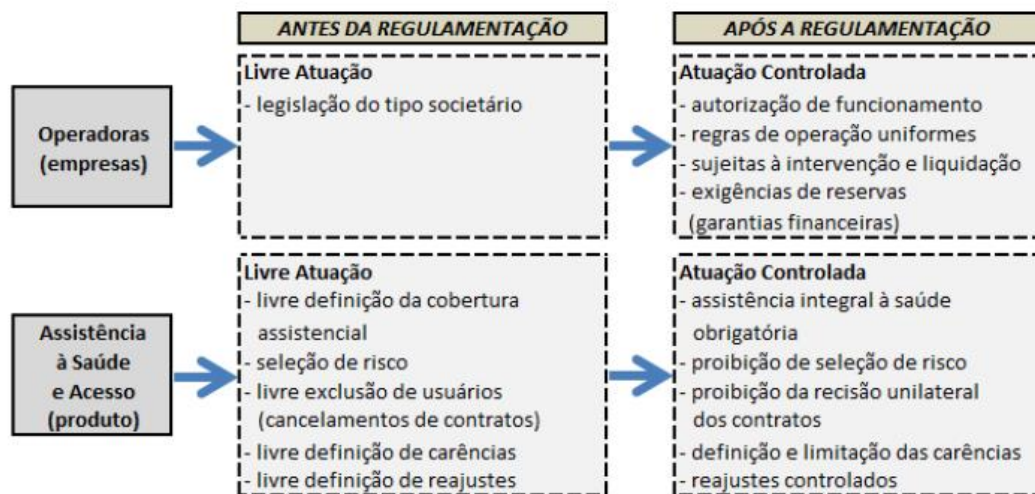 ANTES DA REGULAMENTAÇÃO
APÓS A REGULAMENTAÇÃO
Operadoras
(empresas)
Livre Atuação
- legislação do tipo societário
Atuação Controlada
- autorização de funcionamento
- regras de operação uniformes
- sujeitas à intervenção e liquidação
- exigências de reservas
(garantias financeiras)
Assistência
à Saúde
e Acesso
(produto)
Livre Atuação
- livre definição da cobertura
assistencial
- seleção de risco
- livre exclusão de usuários
(cancelamentos de contratos)
- livre definição de carências
- livre definição de reajustes
Atuação Controlada
- assistência integral à saúde
obrigatória
- proibição de seleção de risco
- proibição da recisão unilateral
dos contratos
- definição e limitação das carências
- reajustes controlados